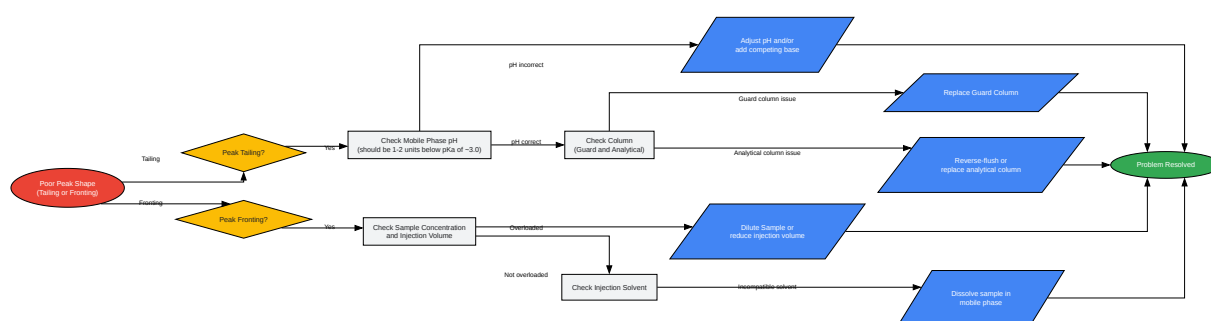 Adjust pH and/or
add competing base
pH incorrect
Replace Guard Column
Guard column issue
Check Mobile Phase pH
(should be 1-2 units below pKa of ~3.0)
pH correct
Check Column
(Guard and Analytical)
Yes
Peak Tailing?
Tailing
Analytical column issue
Reverse-flush or
replace analytical column
Problem Resolved
Poor Peak Shape
(Tailing or Fronting)
Fronting
Peak Fronting?
Yes
Check Sample Concentration
and Injection Volume
Overloaded
Dilute Sample or
reduce injection volume
Not overloaded
Check Injection Solvent
Incompatible solvent
Dissolve sample in
mobile phase